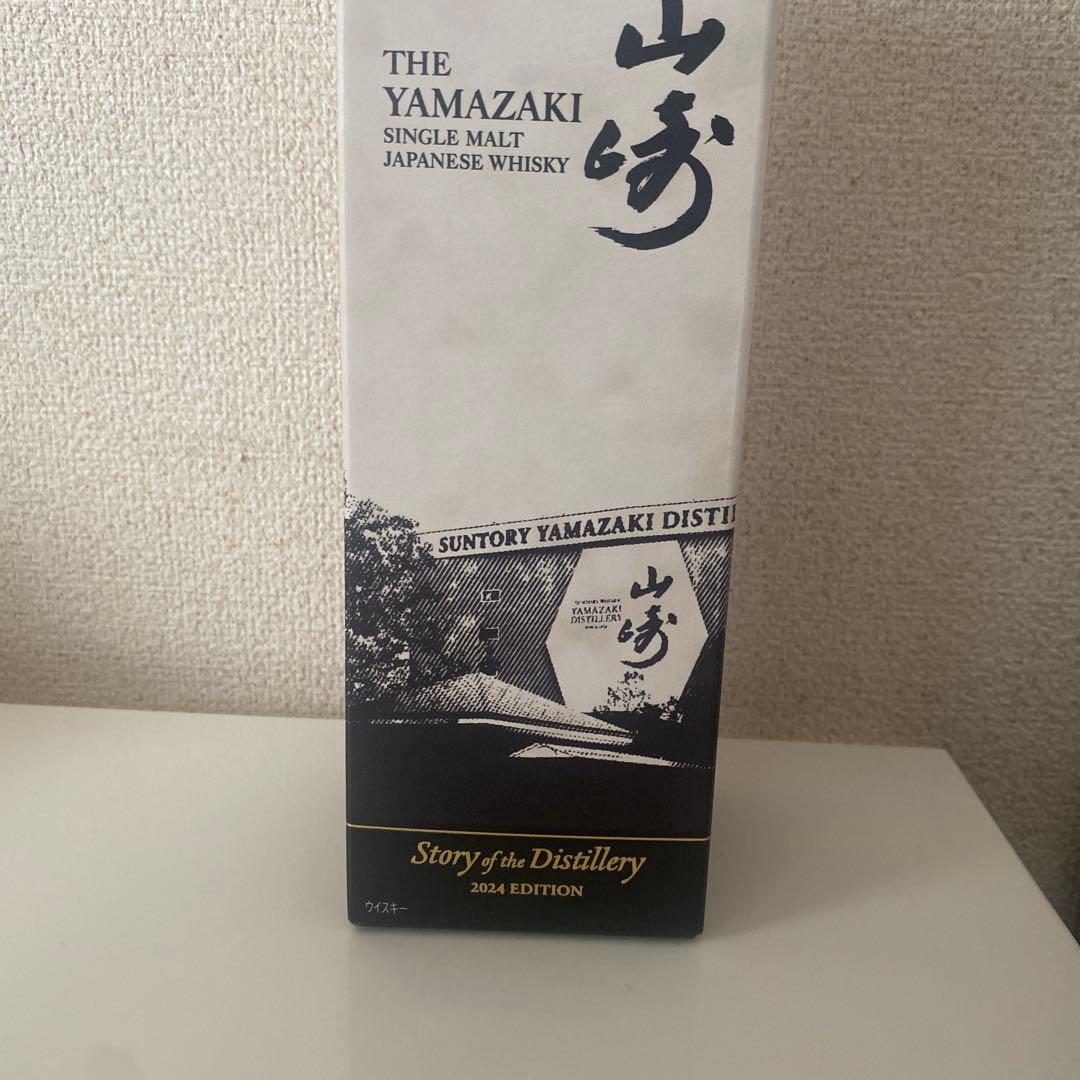 THE
YAMAZAKI
SINGLE MALT
JAPANESE WHISKY
山崎
SUNTORY YAMAZAKI DISTI
山崎
YAMAZAKI
DISTILLERY
Story of the Distillery
2024 EDITION
ウイスキー